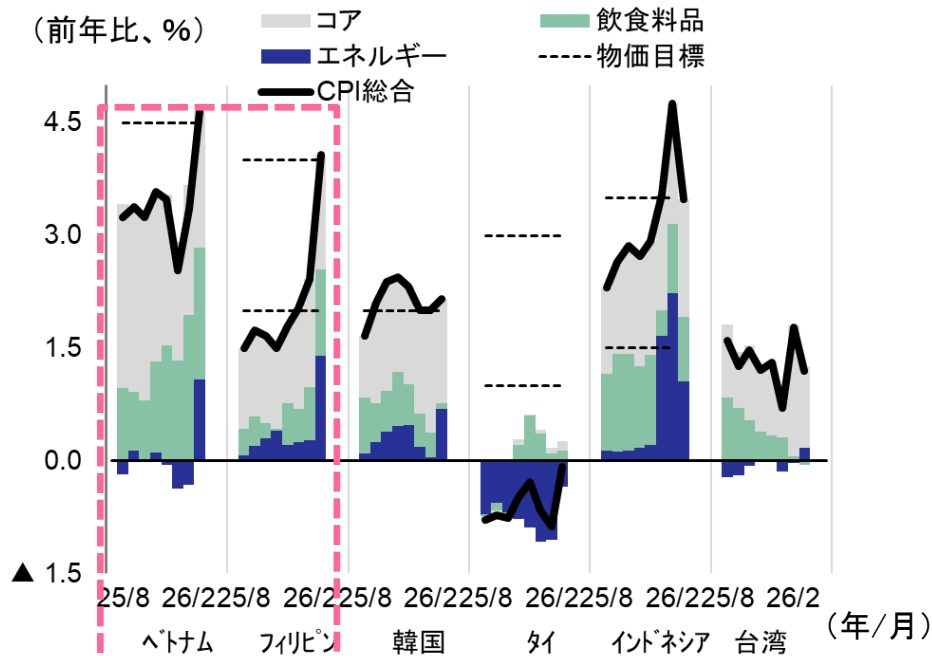 （前年比、%）
コア
飲食料品
エネルギー
物価目標
CPI総合
4.5
3.0
1.5
0.0
▲ 1.5
25/8 26/2 25/8 26/2 25/8 26/2 25/8 26/2 25/8 26/2 25/8 26/2
ﾍﾞﾄﾅﾑ ﾌｨﾘﾋﾟﾝ 韓国 ﾀｲ ｲﾝﾄﾞﾈｼｱ 台湾
（年/月）